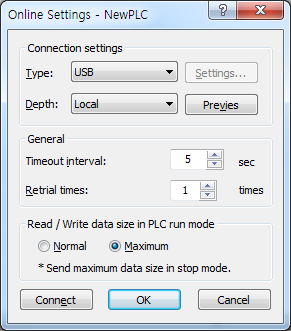 Online Settings - NewPLC
Connection settings
Type: USB Settings...
Depth: Local Previes
General
Timeout interval: 5 sec
Retrial times: 1 times
Read / Write data size in PLC run mode
Normal Maximum
* Send maximum data size in stop mode.
Connect OK Cancel